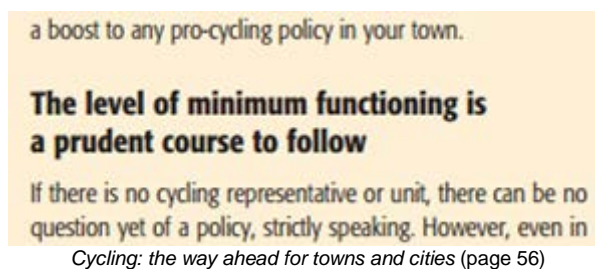 a boost to any pro-cycling policy in your town.
The level of minimum functioning is
a prudent course to follow
If there is no cycling representative or unit, there can be no
question yet of a policy, strictly speaking. However, even in
Cycling: the way ahead for towns and cities (page 56)